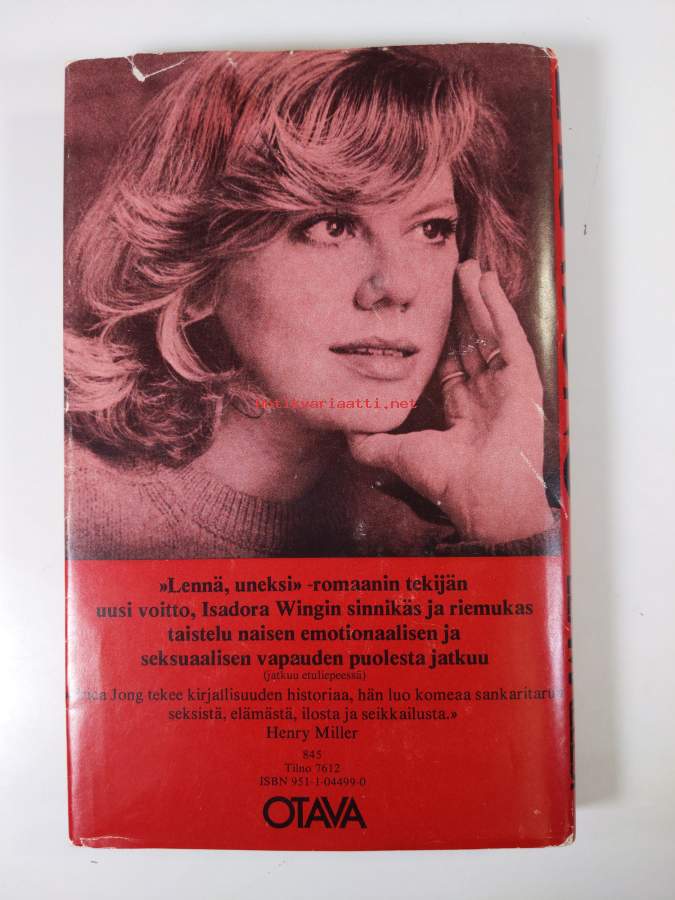 Antikvariaatti.net
»Lennä, uneksi» -romaanin tekijän
uusi voitto, Isadora Wingin sinnikäs ja riemukas
taistelu naisen emotionaalisen ja
seksuaalisen vapauden puolesta jatkuu
(jatkuu etuliepeessä)
Jong tekee kirjallisuuden historiaa, hän luo komeaa sankaritarua
seksistä, elämästä, ilosta ja seikkailusta.»
Henry Miller
845
Tilno 7612
ISBN 951-1-04499-0
OTAVA